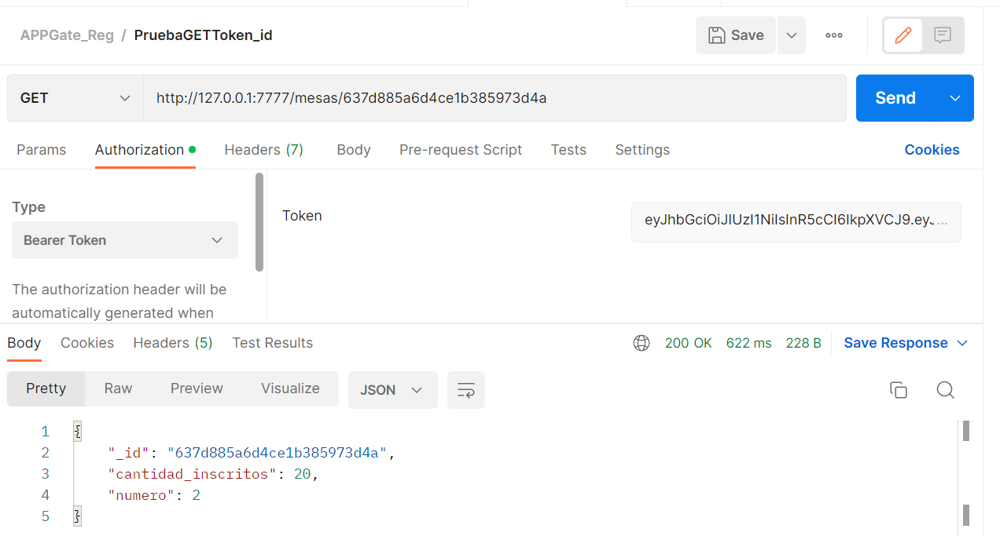 APPGate_Reg / PruebaGETToken_id
Save
GET
http://127.0.0.1:7777/mesas/637d885a6d4ce1b385973d4a
Send
Params Authorization Headers (7) Body Pre-request Script Tests Settings Cookies
Type
Bearer Token
The authorization header will be
automatically generated when
Token
eyJhbGciOiJIUzI1NiIsInR5cCI6IkpXVCJ9.eyJ...
Body Cookies Headers (5) Test Results
200 OK 622 ms 228 B Save Response
Pretty Raw Preview Visualize JSON
1 {
2 "_id": "637d885a6d4ce1b385973d4a",
3 "cantidad_inscritos": 20,
4 "numero": 2
5 }